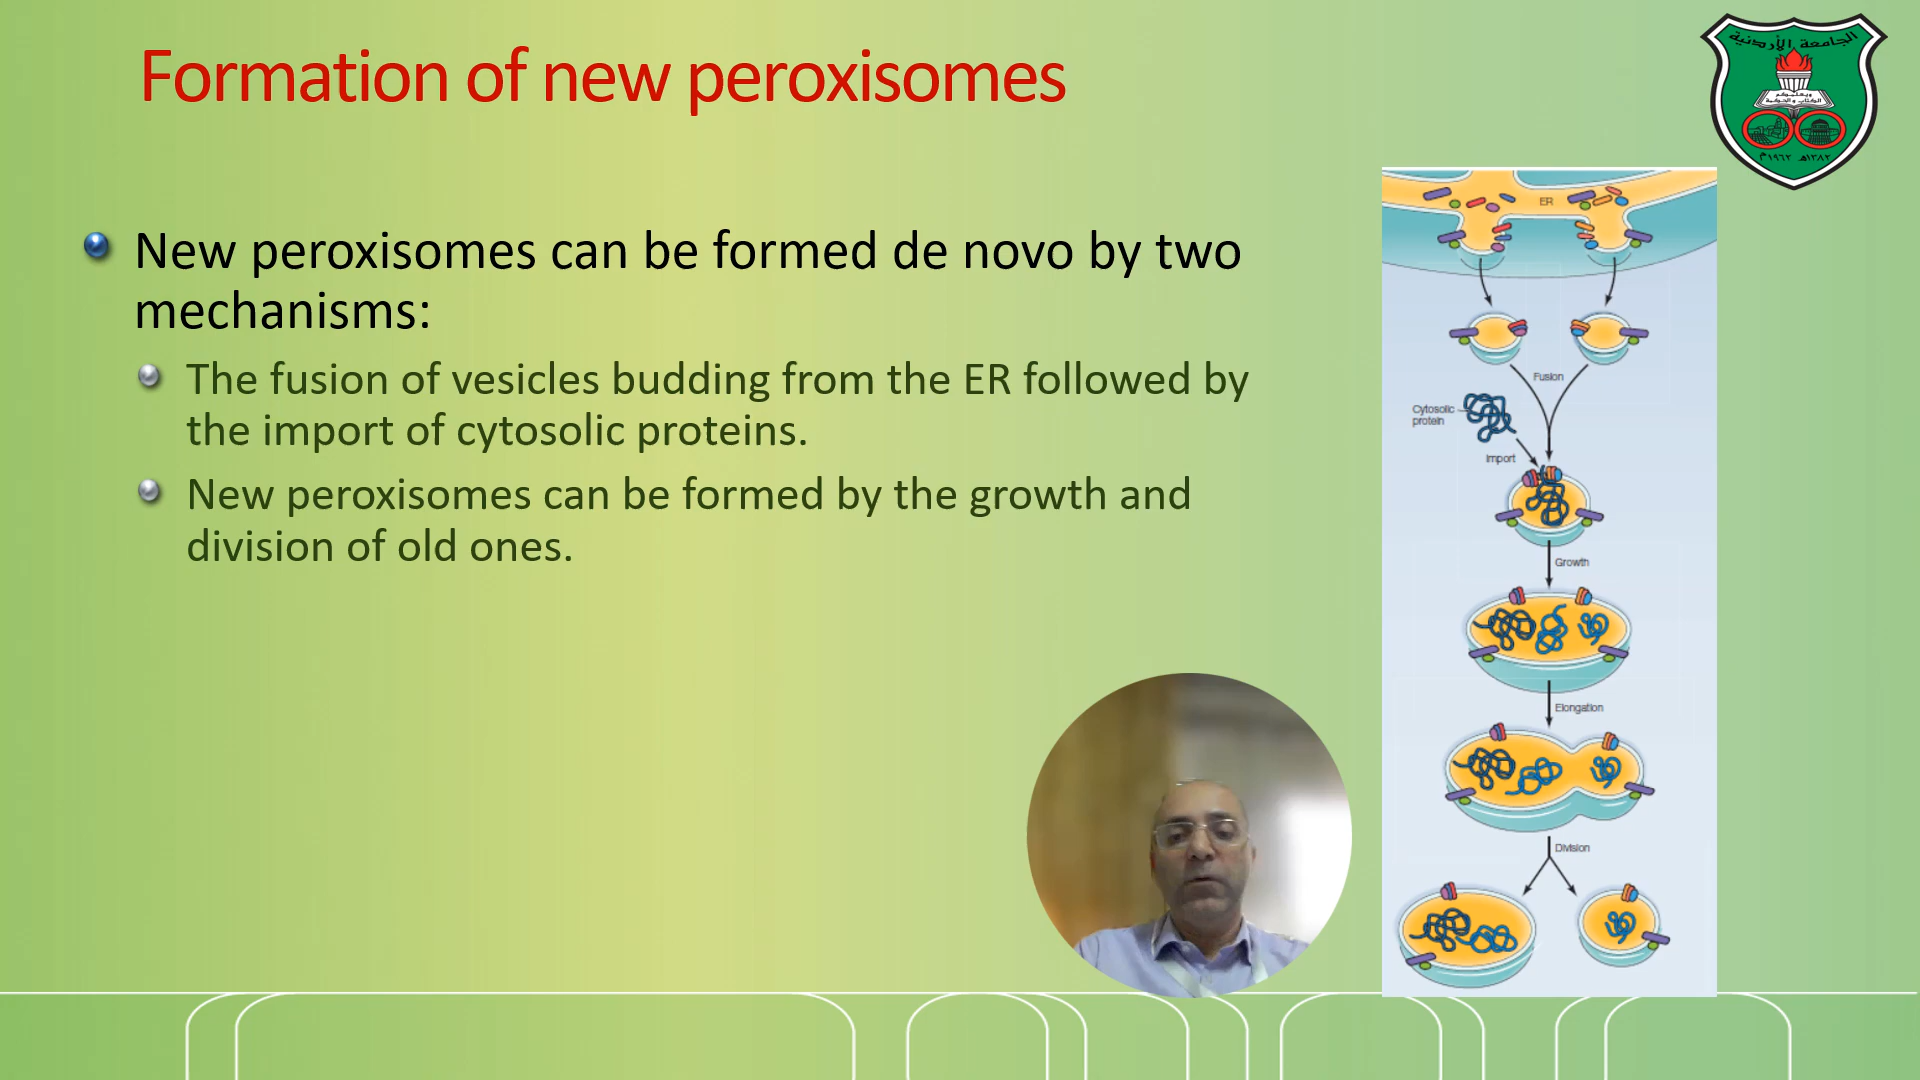 Formation of new peroxisomes
الجامعة الأردنية
New peroxisomes can be formed de novo by two
mechanisms:
The fusion of vesicles budding from the ER followed by
the import of cytosolic proteins.
New peroxisomes can be formed by the growth and
division of old ones.
ER
Fusion
Cytosolic
protein
Import
Growth
Elongation
Division